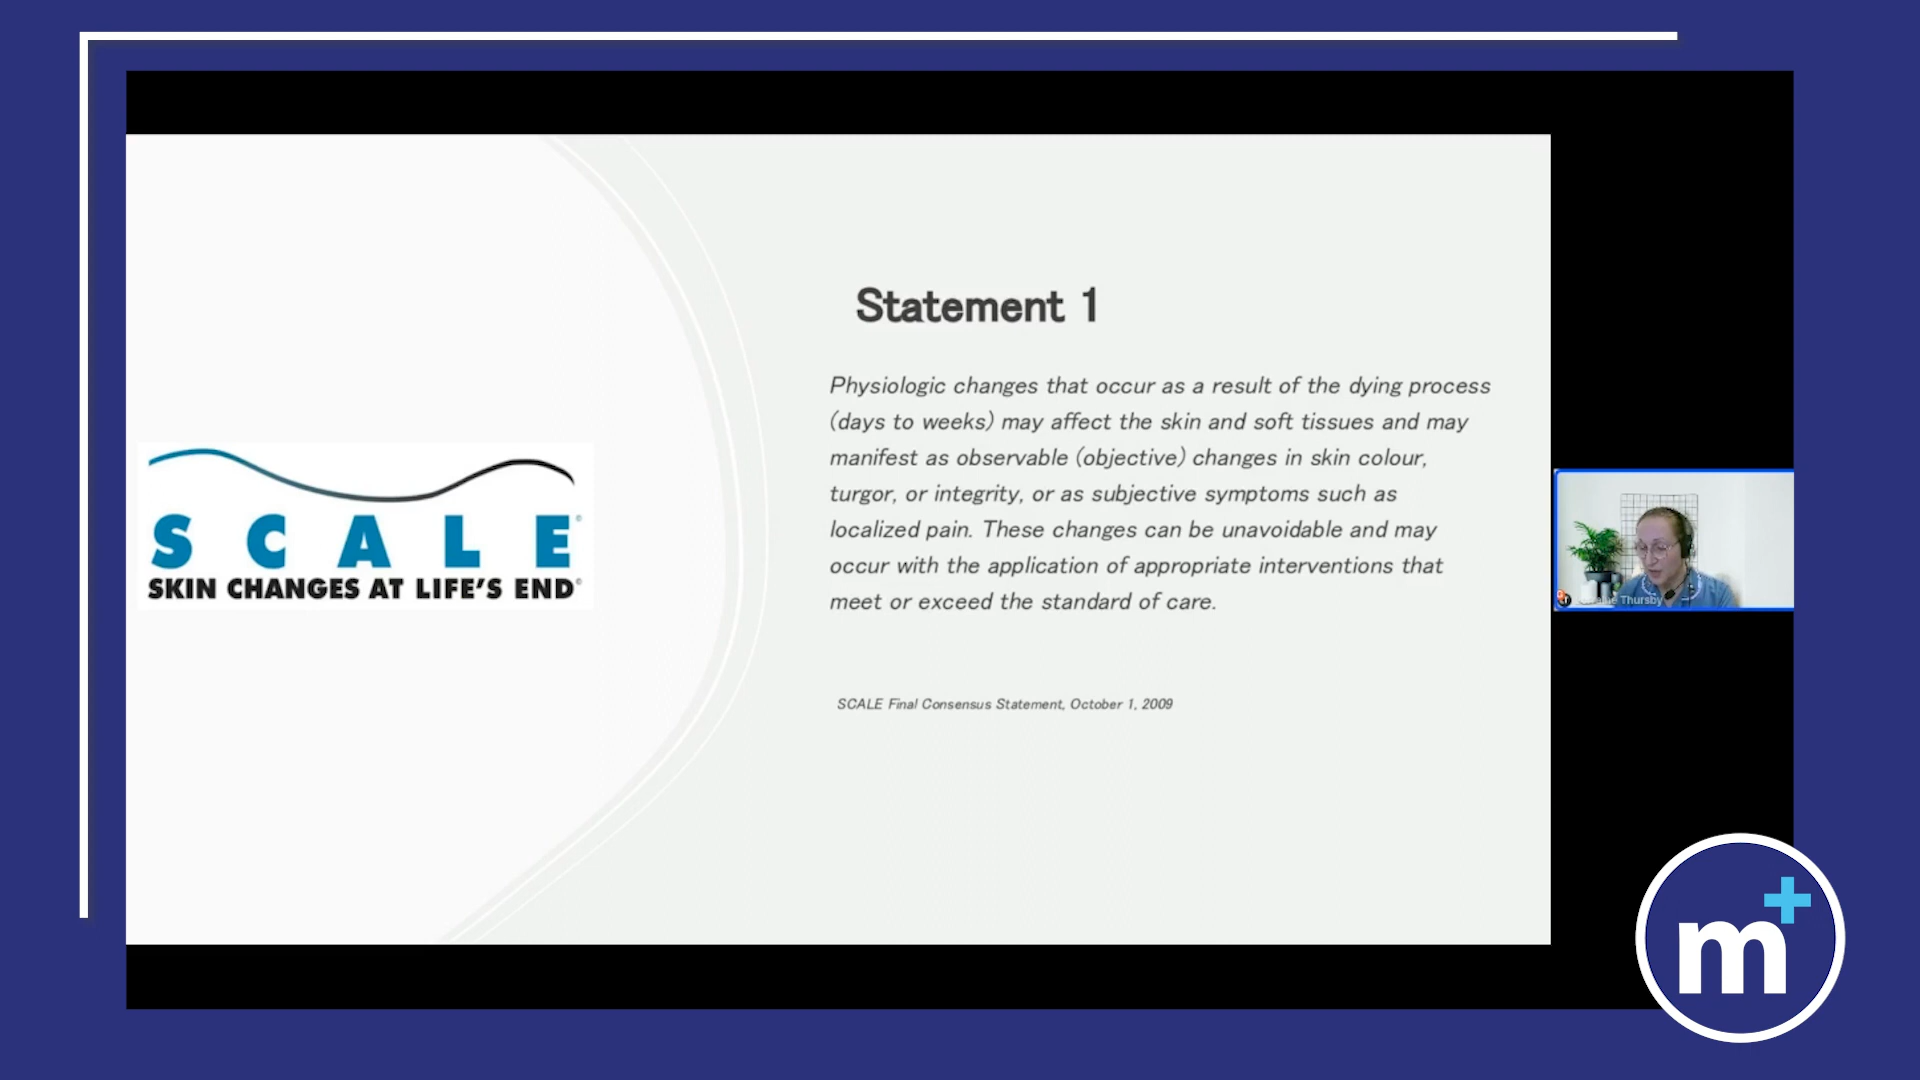 Statement 1
Physiologic changes that occur as a result of the dying process
(days to weeks) may affect the skin and soft tissues and may
manifest as observable (objective) changes in skin colour,
turgor, or integrity, or as subjective symptoms such as
localized pain. These changes can be unavoidable and may
occur with the application of appropriate interventions that
meet or exceed the standard of care.
SCALE Final Consensus Statement, October 1, 2009
SCALE®
SKIN CHANGES AT LIFE'S END®
Thursby
m+